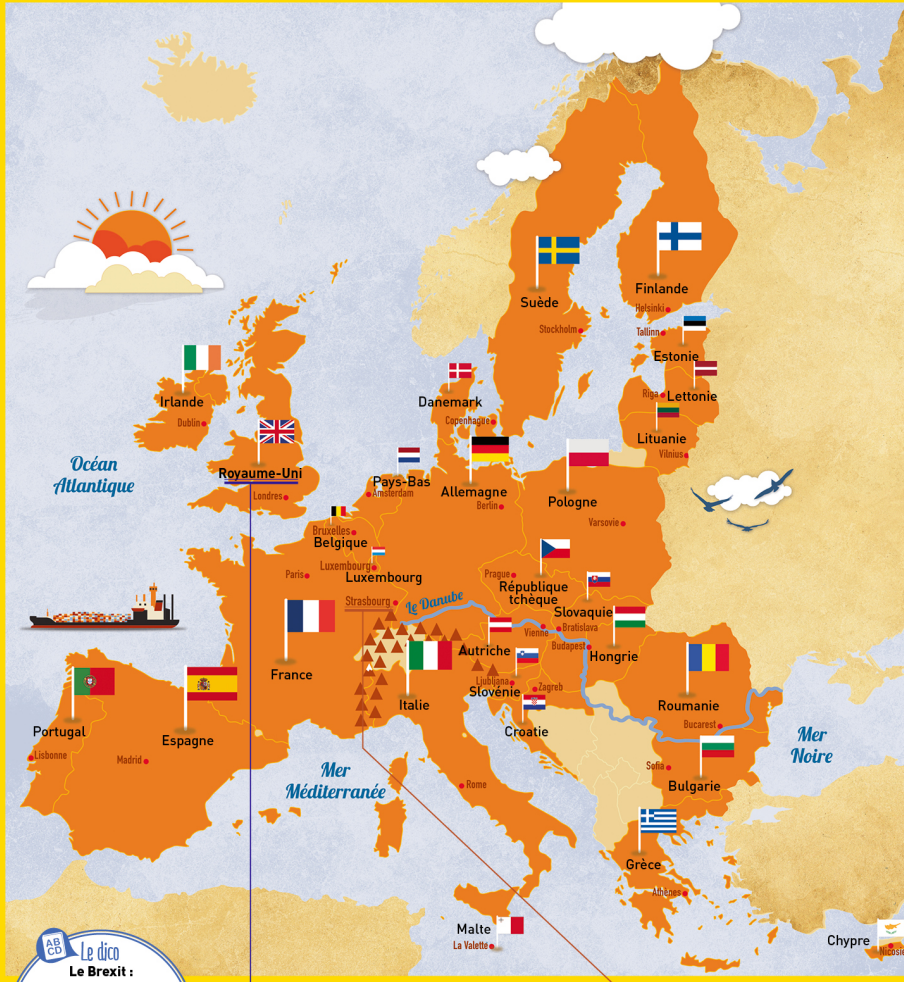 Suède
Finlande
Helsinki
Stockholm
Tallinn
Estonie
Irlande
Danemark
Riga
Lettonie
Dublin
Copenhague
Lituanie
Vilnius
Océan
Atlantique
Royaume-Uni
Londres
Pays-Bas
Amsterdam
Allemagne
Berlin
Pologne
Varsovie
Bruxelles
Belgique
Luxembourg
Luxembourg
Paris
Prague
République
tchèque
Slovaquie
Strasbourg
Le Danube
Vienne
Bratislava
Budapest
Hongrie
Autriche
France
Italie
Ljubljana
Slovénie
Zagreb
Roumanie
Portugal
Espagne
Croatie
Bucarest
Lisbonne
Madrid
Mer
Noire
Mer
Méditerranée
Rome
Sofia
Bulgarie
Grèce
Athènes
Malte
La Valette
Chypre
Nicosie
AB
CD
Le dico
Le Brexit :